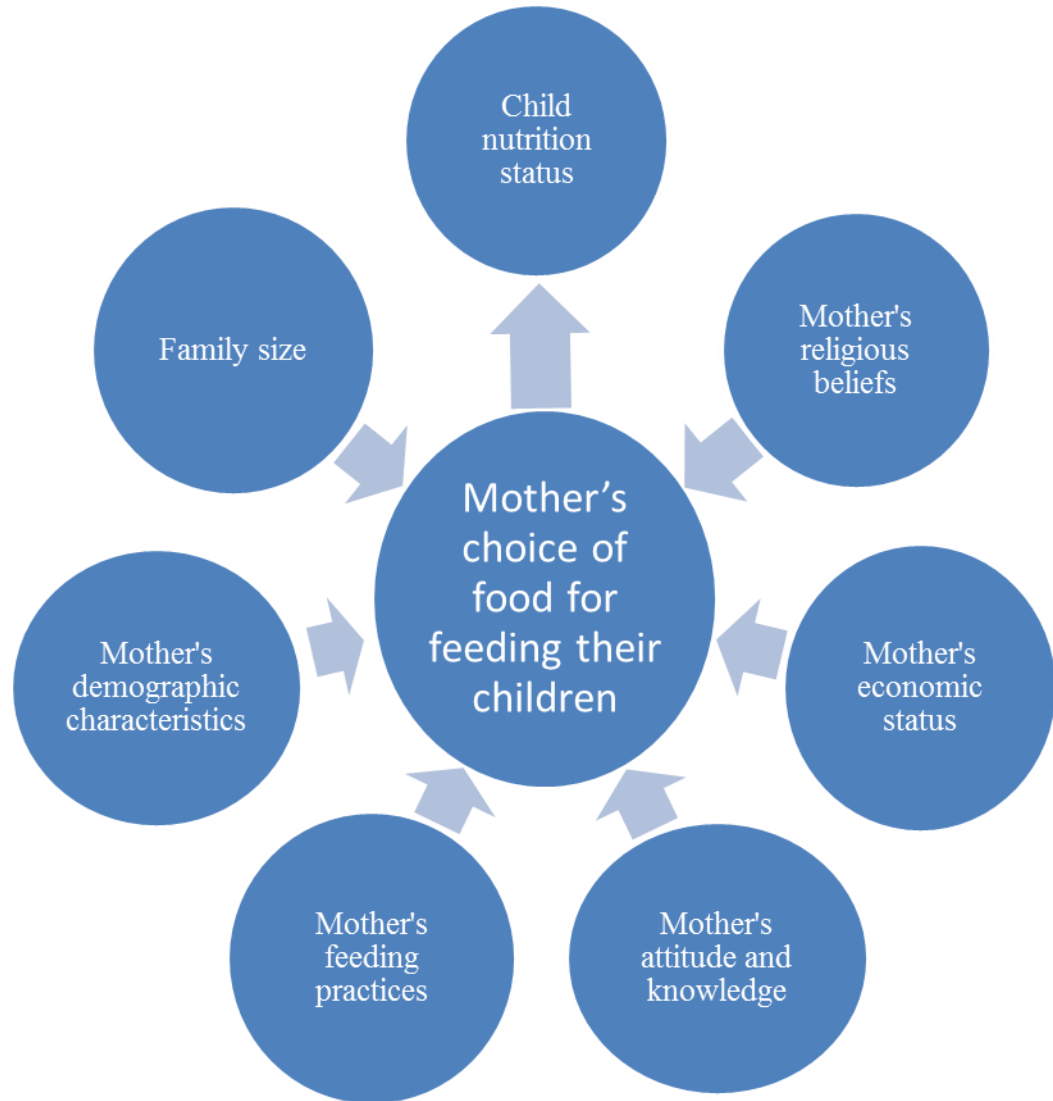 Child
nutrition
status
Family size
Mother's
religious
beliefs
Mother’s
choice of
food for
feeding their
children
Mother's
demographic
characteristics
Mother's
economic
status
Mother's
feeding
practices
Mother's
attitude and
knowledge